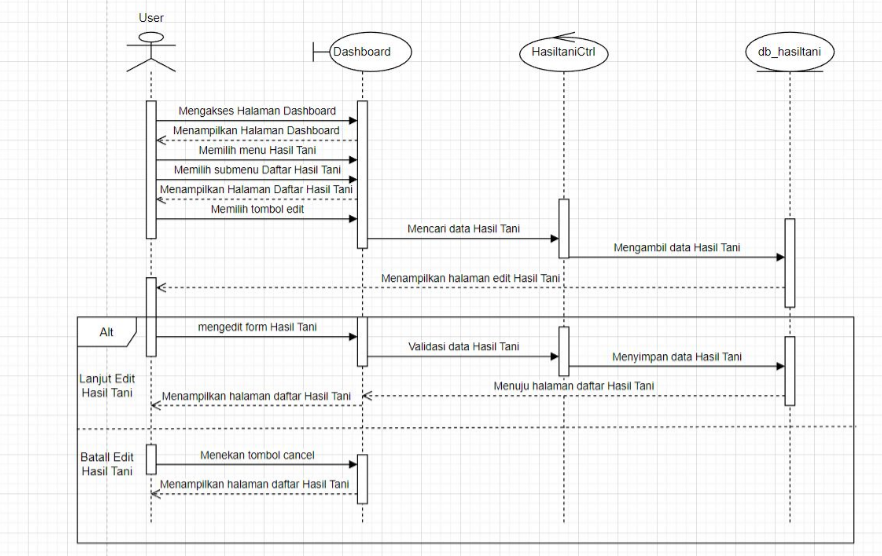 User
Dashboard
HasiltaniCtrl
db_hasiltani
Mengakses Halaman Dashboard
Menampilkan Halaman Dashboard
Memilih menu Hasil Tani
Memilih submenu Daftar Hasil Tani
Menampilkan Halaman Daftar Hasil Tani
Memilih tombol edit
Mencari data Hasil Tani
Mengambil data Hasil Tani
Menampilkan halaman edit Hasil Tani
Alt
mengedit form Hasil Tani
Validasi data Hasil Tani
Menyimpan data Hasil Tani
Lanjut Edit
Hasil Tani
Menuju halaman daftar Hasil Tani
Menampilkan halaman daftar Hasil Tani
Batall Edit
Hasil Tani
Menekan tombol cancel
Menampilkan halaman daftar Hasil Tani